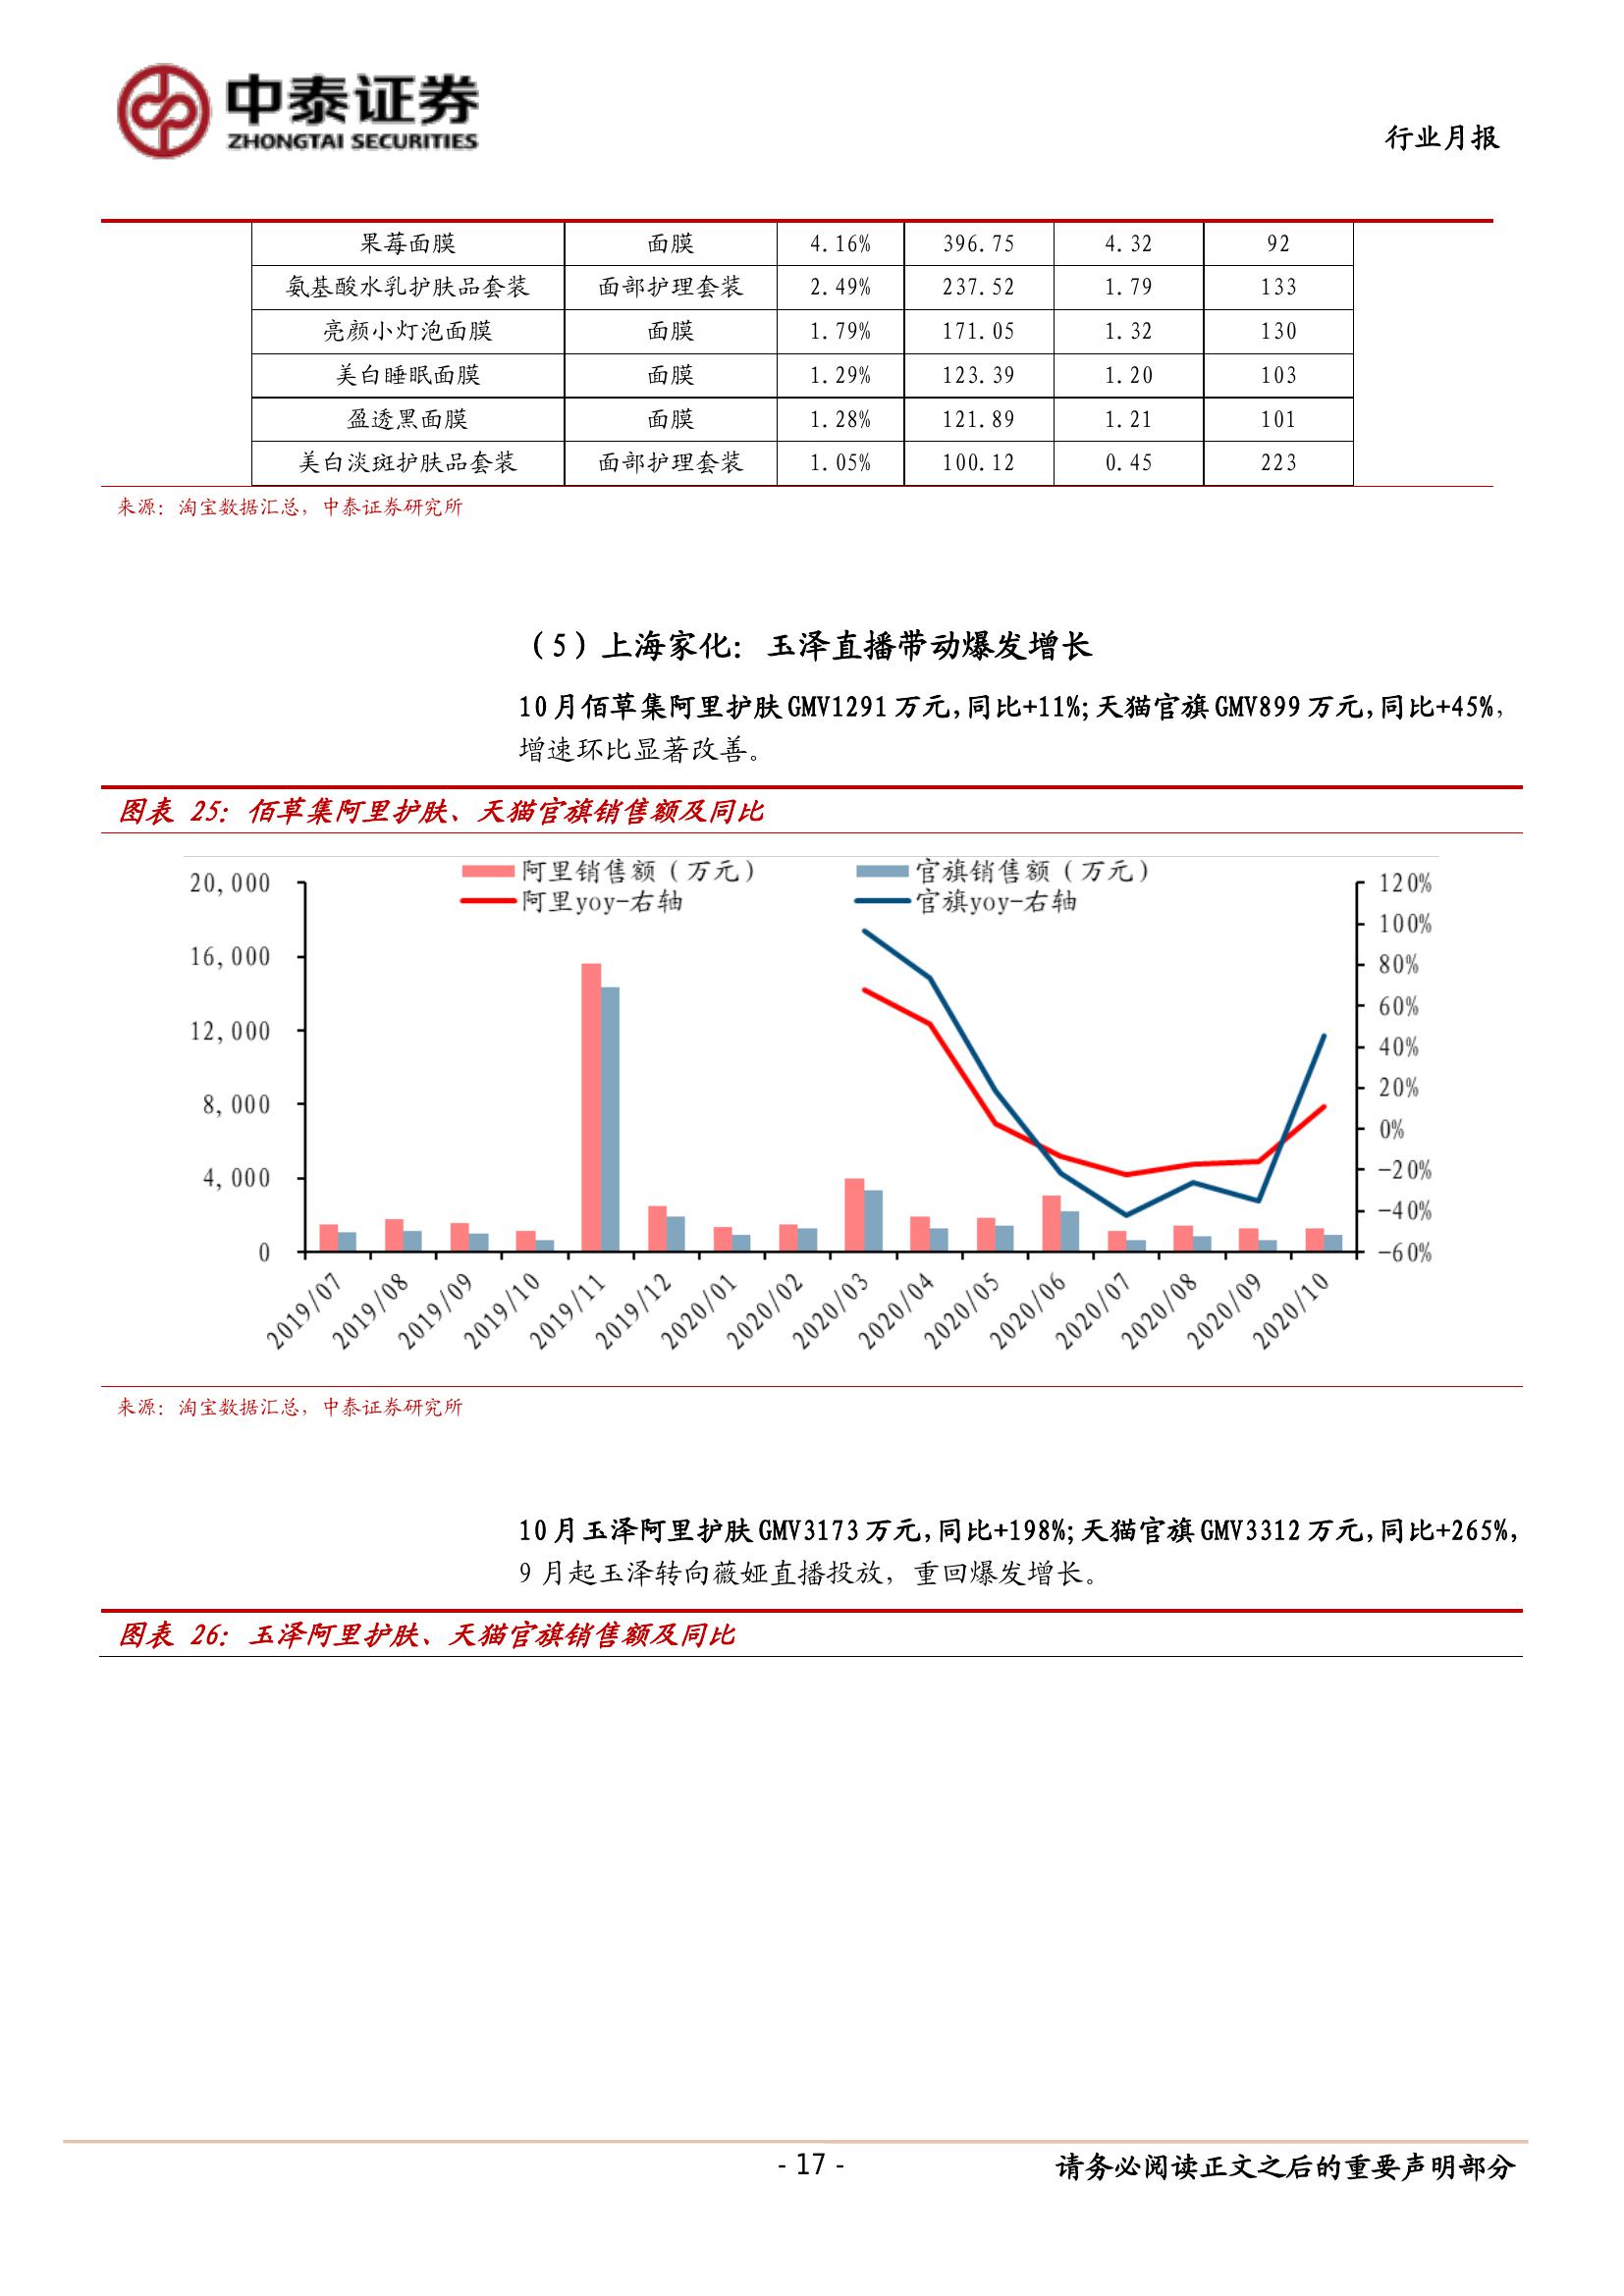 中泰证券
ZHONGTAI SECURITIES
行业月报
果莓面膜 面膜 4.16% 396.75 4.32 92
氨基酸水乳护肤品套装 面部护理套装 2.49% 237.52 1.79 133
亮颜小灯泡面膜 面膜 1.79% 171.05 1.32 130
美白睡眠面膜 面膜 1.29% 123.39 1.20 103
盈透黑面膜 面膜 1.28% 121.89 1.21 101
美白淡斑护肤品套装 面部护理套装 1.05% 100.12 0.45 223
来源：淘宝数据汇总，中泰证券研究所
（5）上海家化：玉泽直播带动爆发增长
10月佰草集阿里护肤GMV1291万元，同比+11%；天猫官旗GMV899万元，同比+45%，
增速环比显著改善。
图表 25：佰草集阿里护肤、天猫官旗销售额及同比
阿里销售额（万元） 官旗销售额（万元）
阿里yoy-右轴 官旗yoy-右轴
20,000
16,000
12,000
8,000
4,000
0
120%
100%
80%
60%
40%
20%
0%
-20%
-40%
-60%
2019/07 2019/08 2019/09 2019/10 2019/11 2019/12 2020/01 2020/02 2020/03 2020/04 2020/05 2020/06 2020/07 2020/08 2020/09 2020/10
来源：淘宝数据汇总，中泰证券研究所
10月玉泽阿里护肤GMV3173万元，同比+198%；天猫官旗GMV3312万元，同比+265%，
9月起玉泽转向薇娅直播投放，重回爆发增长。
图表 26：玉泽阿里护肤、天猫官旗销售额及同比
- 17 -
请务必阅读正文之后的重要声明部分